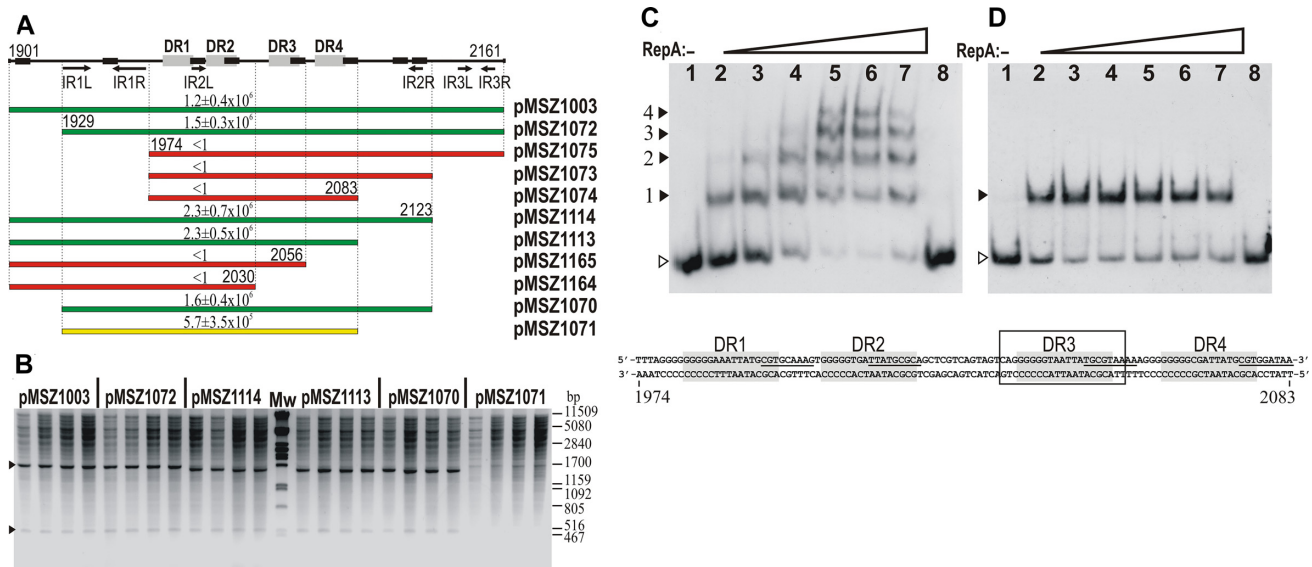 A
1901 DR1 DR2 DR3 DR4 2161
IR1L IR1R IR2L IR2R IR3L IR3R
1.2±0.4x10⁶ pMSZ1003
1929 1.5±0.3x10⁶ pMSZ1072
1974 <1 pMSZ1075
<1 pMSZ1073
<1 2083 pMSZ1074
2.3±0.7x10⁶ 2123 pMSZ1114
2.3±0.5x10⁶ pMSZ1113
<1 2056 pMSZ1165
<1 2030 pMSZ1164
1.6±0.4x10⁶ pMSZ1070
5.7±3.5x10⁵ pMSZ1071
B
pMSZ1003 pMSZ1072 pMSZ1114 Mw pMSZ1113 pMSZ1070 pMSZ1071 bp
11509
5080
2840
1700
1159
1092
805
516
467
C
RepA:–
1 2 3 4 5 6 7 8
4
3
2
1
D
RepA:–
1 2 3 4 5 6 7 8
DR1 DR2 DR3 DR4
5'-TTTAGGGGGGGGGAAATTATGCGTGCAAAGTGGGGGTGATTATGCGCAGCTCGTCAGTAGTCAGGGGGGTAATTATGCGTAAAAAGGGGGGGCGATTATGCGTGGATAA-3'
3'-AAATCCCCCCCCCTTTAATACGCACGTTTCACCCCCACTAATACGCGTCGAGCAGTCATCAGTCCCCCCATTAATACGCATTTTTCCCCCCCGCTAATACGCACCTATT-5'
1974 2083